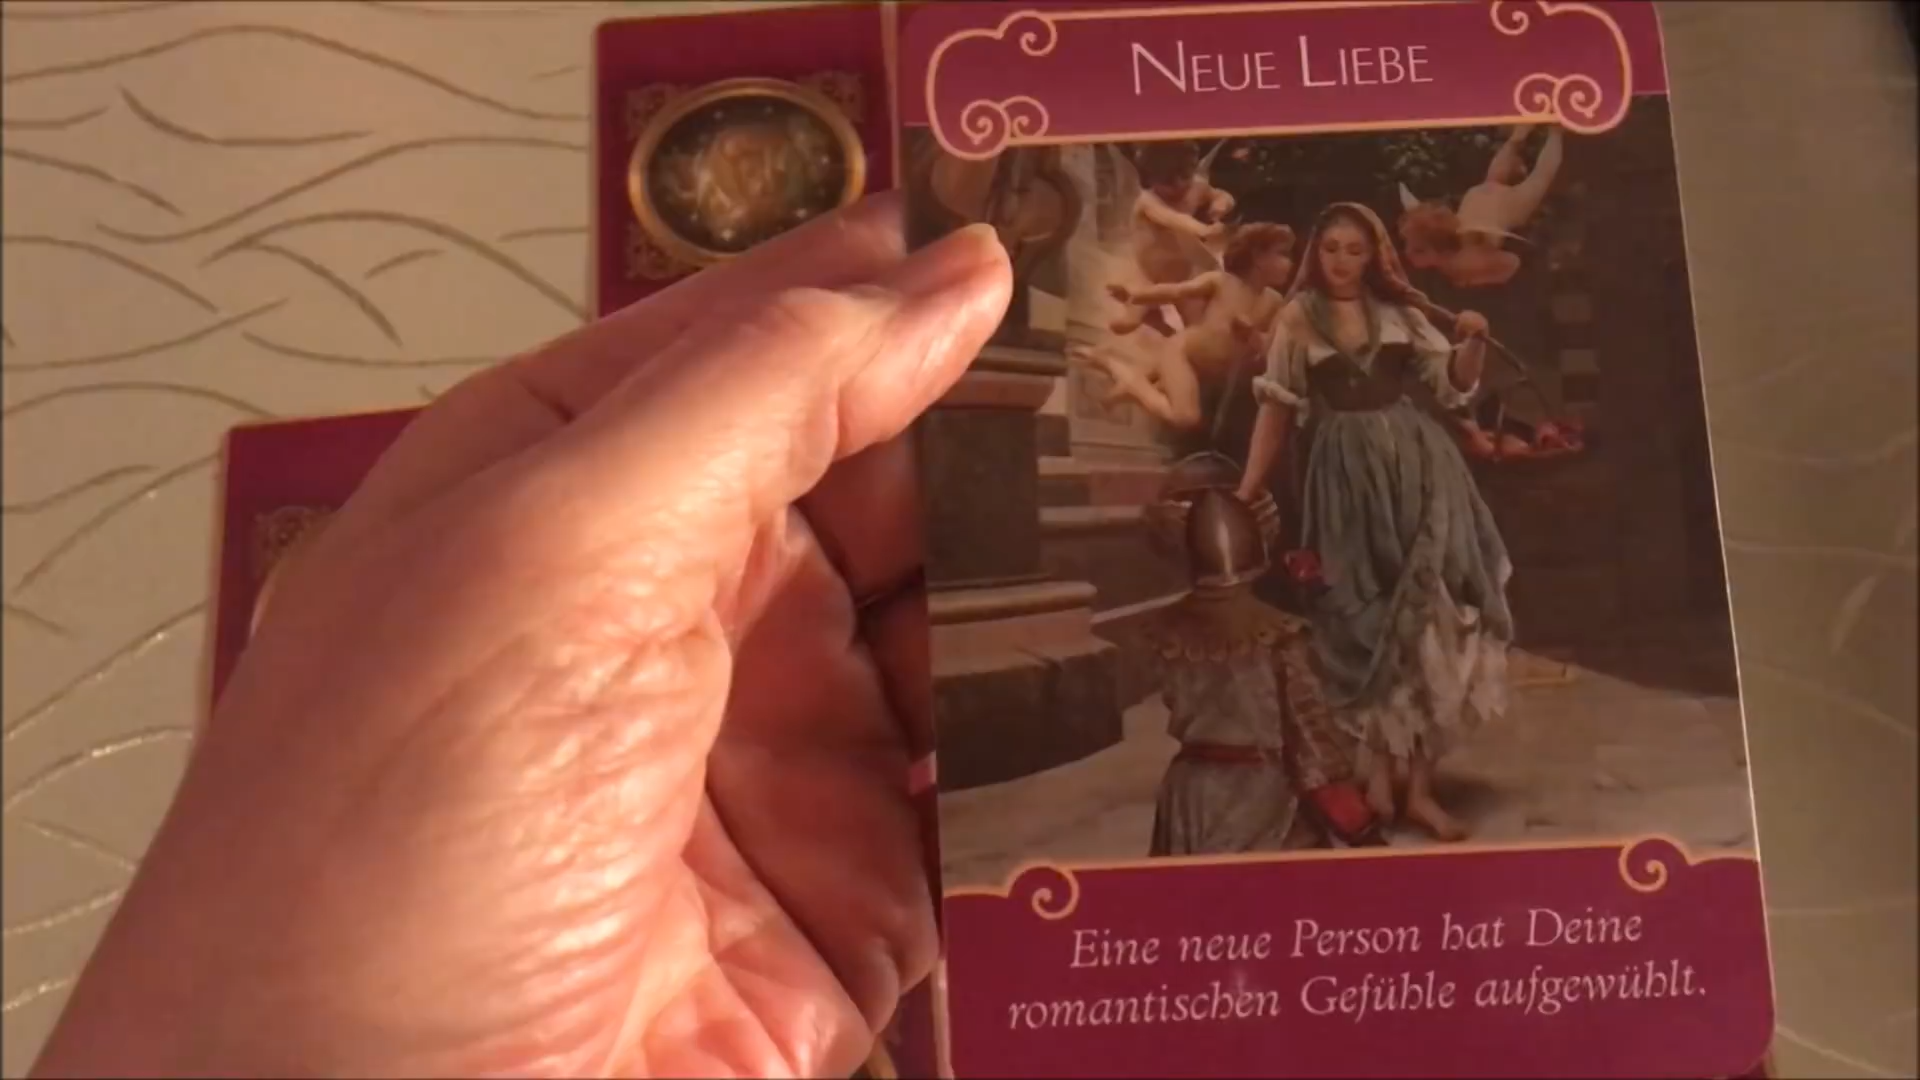 NEUE LIEBE
Eine neue Person hat Deine
romantischen Gefühle aufgewühlt.